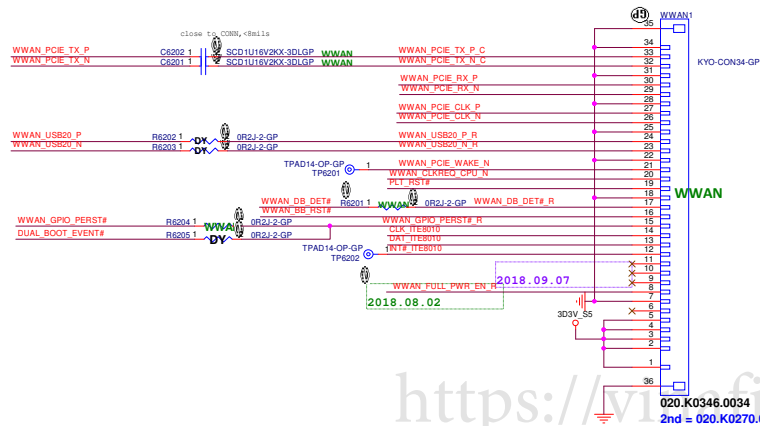 WWAN1
close to CONN,<8mils
35
34
WWAN_PCIE_TX_P C6202 1 SCD1U16V2KX-3DLGP WWAN WWAN_PCIE_TX_P_C 33
WWAN_PCIE_TX_N C6201 1 2 SCD1U16V2KX-3DLGP WWAN WWAN_PCIE_TX_N_C 32
KYO-CON34-GP
31
WWAN_PCIE_RX_P 30
WWAN_PCIE_RX_N 29
28
WWAN_PCIE_CLK_P 27
WWAN_PCIE_CLK_N 26
25
WWAN_USB20_P R6202 1 DY 0R2J-2-GP WWAN_USB20_P_R 24
WWAN_USB20_N R6203 1 DY 2 0R2J-2-GP WWAN_USB20_N_R 23
22
TPAD14-OP-GP TP6201 1 WWAN_PCIE_WAKE_N 21
WWAN_CLKREQ_CPU_N 20
PLT_RST# 19
18
WWAN
WWAN_DB_DET# R6201 1 WWAN 0R2J-2-GP WWAN_DB_DET#_R 17
WWAN_BB_RST# 16
WWAN_GPIO_PERST# R6204 1 WWA 0R2J-2-GP WWAN_GPIO_PERST#_R 15
CLK_ITE8010 14
DUAL_BOOT_EVENT# R6205 1 DY 0R2J-2-GP DAT_ITE8010 13
TPAD14-OP-GP TP6202 1 INT#_ITE8010 12
11
10
2018.09.07
9
WWAN_FULL_PWR_EN_R 8
2018.08.02
7
3D3V_S5
6
5
4
3
2
1
36
https://vinafi
020.K0346.0034
2nd = 020.K0270.